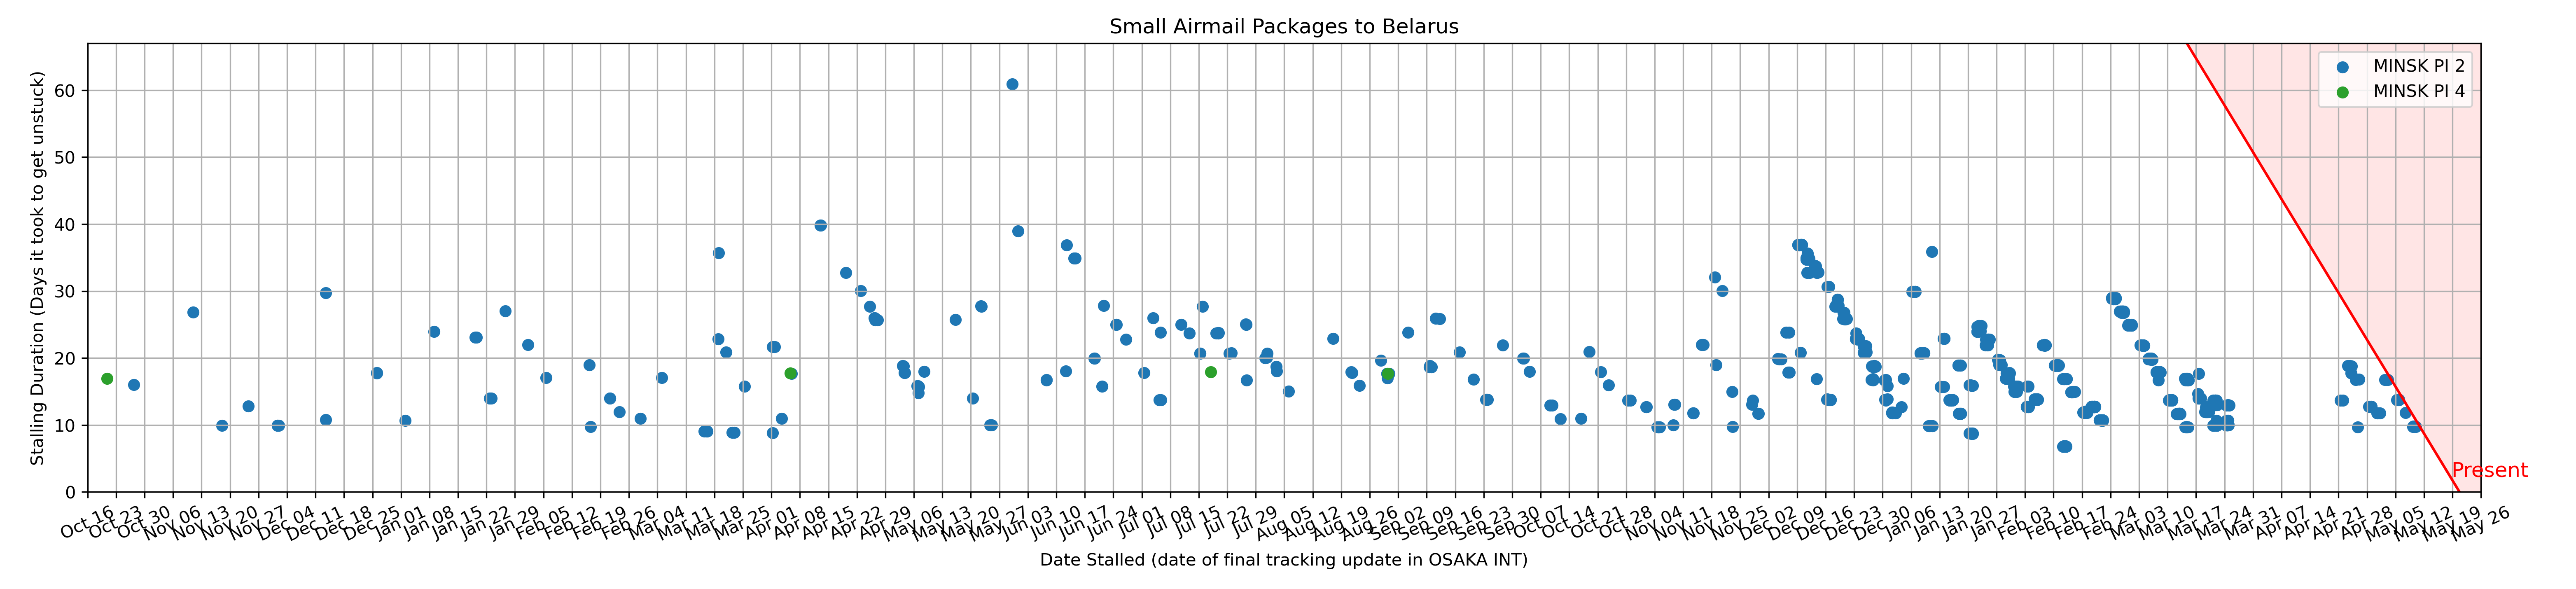 Small Airmail Packages to Belarus
MINSK PI 2
MINSK PI 4
Stalling Duration (Days it took to get unstuck)
60
50
40
30
20
10
0
Present
Oct 16
Oct 23
Oct 30
Nov 06
Nov 13
Nov 20
Nov 27
Dec 04
Dec 11
Dec 18
Dec 25
Jan 01
Jan 08
Jan 15
Jan 22
Jan 29
Feb 05
Feb 12
Feb 19
Feb 26
Mar 04
Mar 11
Mar 18
Mar 25
Apr 01
Apr 08
Apr 15
Apr 22
Apr 29
May 06
May 13
May 20
May 27
Jun 03
Jun 10
Jun 17
Jun 24
Jul 01
Jul 08
Jul 15
Jul 22
Jul 29
Aug 05
Aug 12
Aug 19
Aug 26
Sep 02
Sep 09
Sep 16
Sep 23
Sep 30
Oct 07
Oct 14
Oct 21
Oct 28
Nov 04
Nov 11
Nov 18
Nov 25
Dec 02
Dec 09
Dec 16
Dec 23
Dec 30
Jan 06
Jan 13
Jan 20
Jan 27
Feb 03
Feb 10
Feb 17
Feb 24
Mar 03
Mar 10
Mar 17
Mar 24
Mar 31
Apr 07
Apr 14
Apr 21
Apr 28
May 05
May 12
May 19
May 26
Date Stalled (date of final tracking update in OSAKA INT)